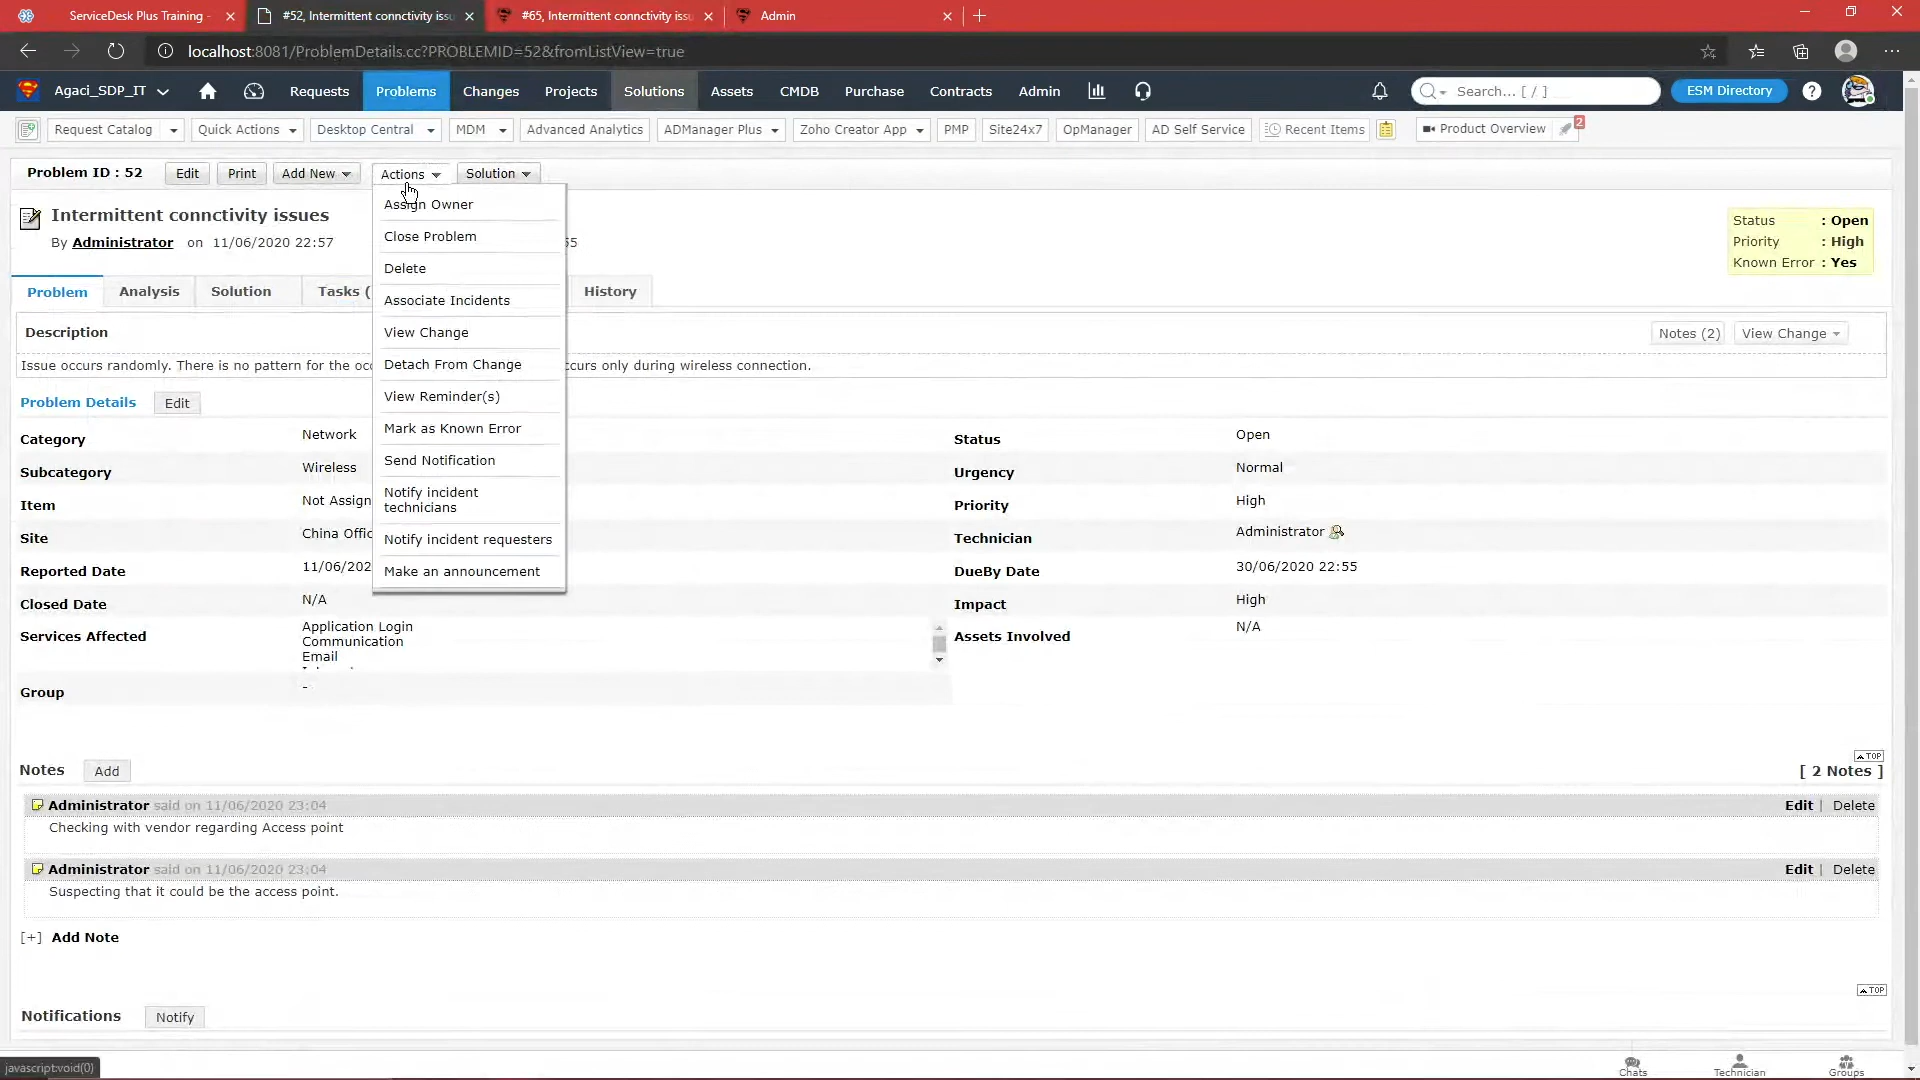 ServiceDesk Plus Training -
#52, Intermittent connctivity issu
#65, Intermittent connctivity issu
Admin
localhost:8081/ProblemDetails.cc?PROBLEMID=52&fromListView=true
Agaci_SDP_IT
Requests
Problems
Changes
Projects
Solutions
Assets
CMDB
Purchase
Contracts
Admin
Search... [ / ]
ESM Directory
Request Catalog
Quick Actions
Desktop Central
MDM
Advanced Analytics
ADManager Plus
Zoho Creator App
PMP
Site24x7
OpManager
AD Self Service
Recent Items
Product Overview
2
Problem ID : 52
Edit
Print
Add New
Actions
Solution
Assign Owner
Close Problem
Delete
Associate Incidents
View Change
Detach From Change
View Reminder(s)
Mark as Known Error
Send Notification
Notify incident
technicians
Notify incident requesters
Make an announcement
Intermittent connctivity issues
By Administrator on 11/06/2020 22:57
55
Status : Open
Priority : High
Known Error : Yes
Problem
Analysis
Solution
Tasks (
History
Description
Notes (2)
View Change
Issue occurs randomly. There is no pattern for the occ
curs only during wireless connection.
Problem Details
Edit
Category Network
Status Open
Subcategory Wireless
Urgency Normal
Item Not Assign
Priority High
Site China Offic
Technician Administrator
Reported Date 11/06/202
DueBy Date 30/06/2020 22:55
Closed Date N/A
Impact High
Services Affected
Application Login
Communication
Email
Assets Involved N/A
Group -
TOP
Notes
Add
[ 2 Notes ]
Administrator said on 11/06/2020 23:04
Edit | Delete
Checking with vendor regarding Access point
Administrator said on 11/06/2020 23:04
Edit | Delete
Suspecting that it could be the access point.
[+] Add Note
TOP
Notifications
Notify
javascript:void(0)
Chats
Technician
Groups